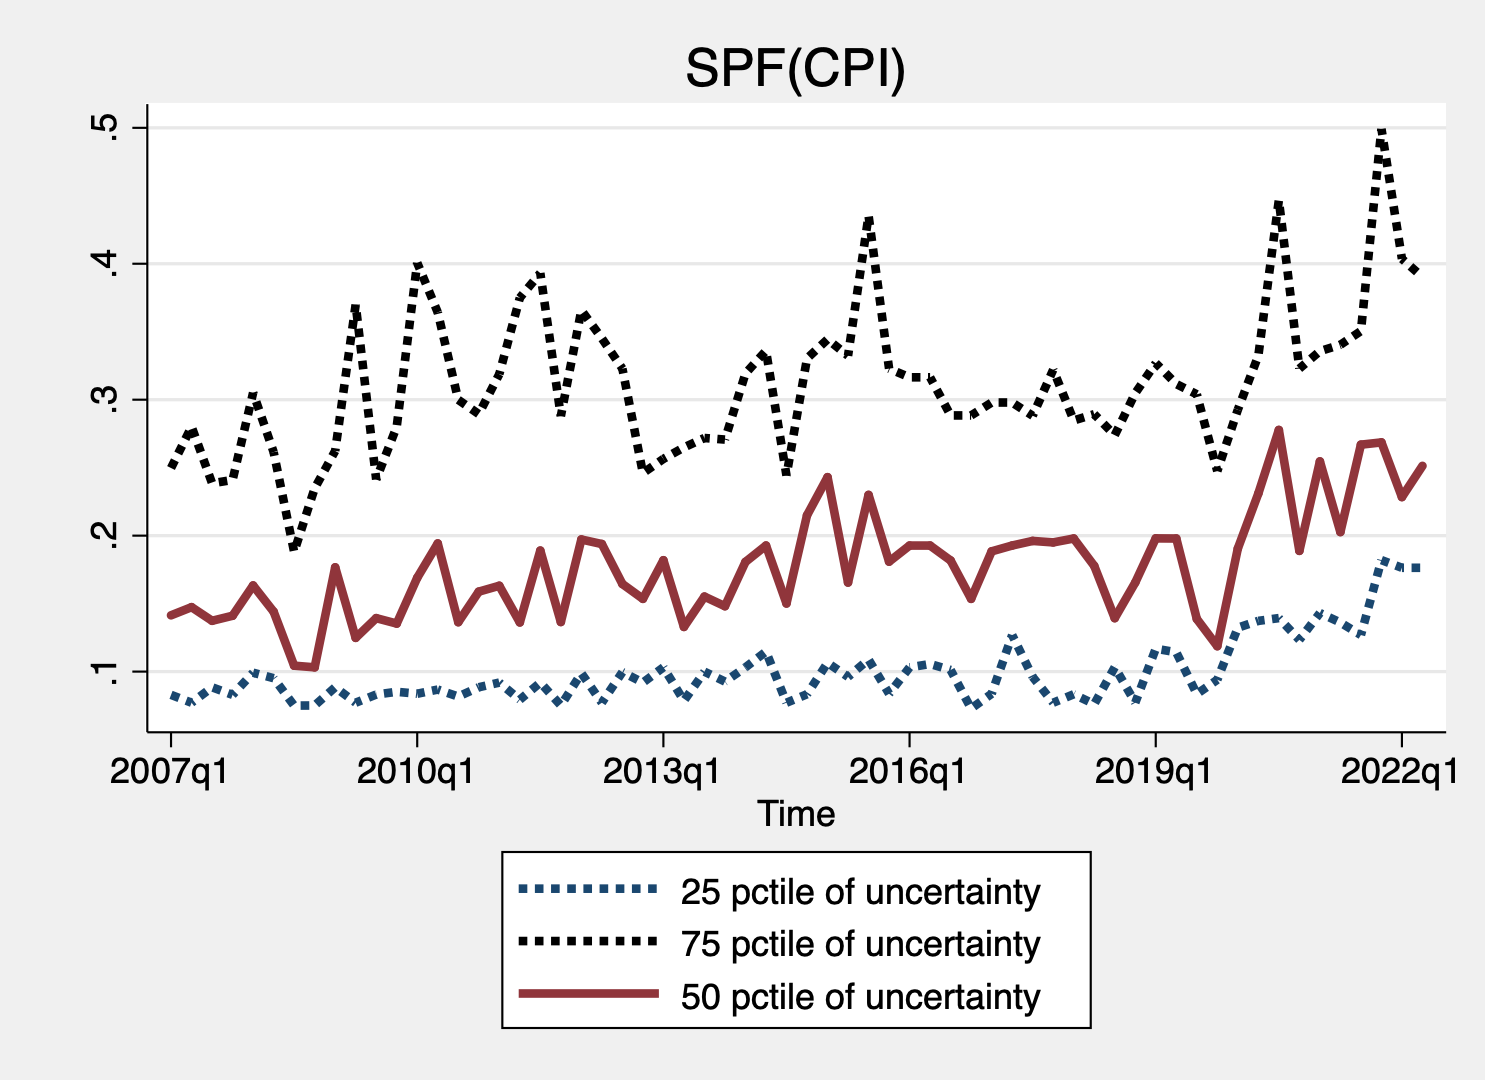 SPF(CPI)
.5
.4
.3
.2
.1
2007q1 2010q1 2013q1 2016q1 2019q1 2022q1
Time
25 pctile of uncertainty
75 pctile of uncertainty
50 pctile of uncertainty